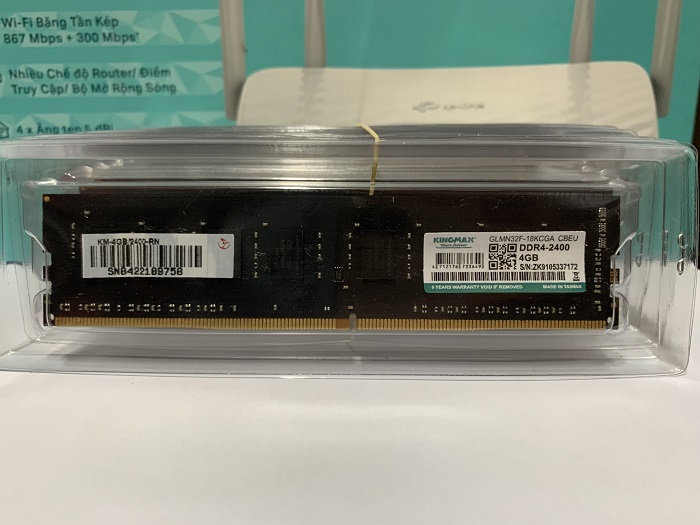 Wi-Fi Băng Tần Kép
867 Mbps + 300 Mbps
Nhiều Chế độ Router/ Điểm
Truy Cập/ Bộ Mở Rộng Sóng
4 x Ăng ten 5 dBi
KM-4GB/2400-RN
SN0422109750
KINGMAX
GLMN32F-18KCGA CBEU
DDR4-2400
4GB
S/N:ZK9105337172
5 YEARS WARRANTY VOID IF REMOVED
MADE IN TAIWAN